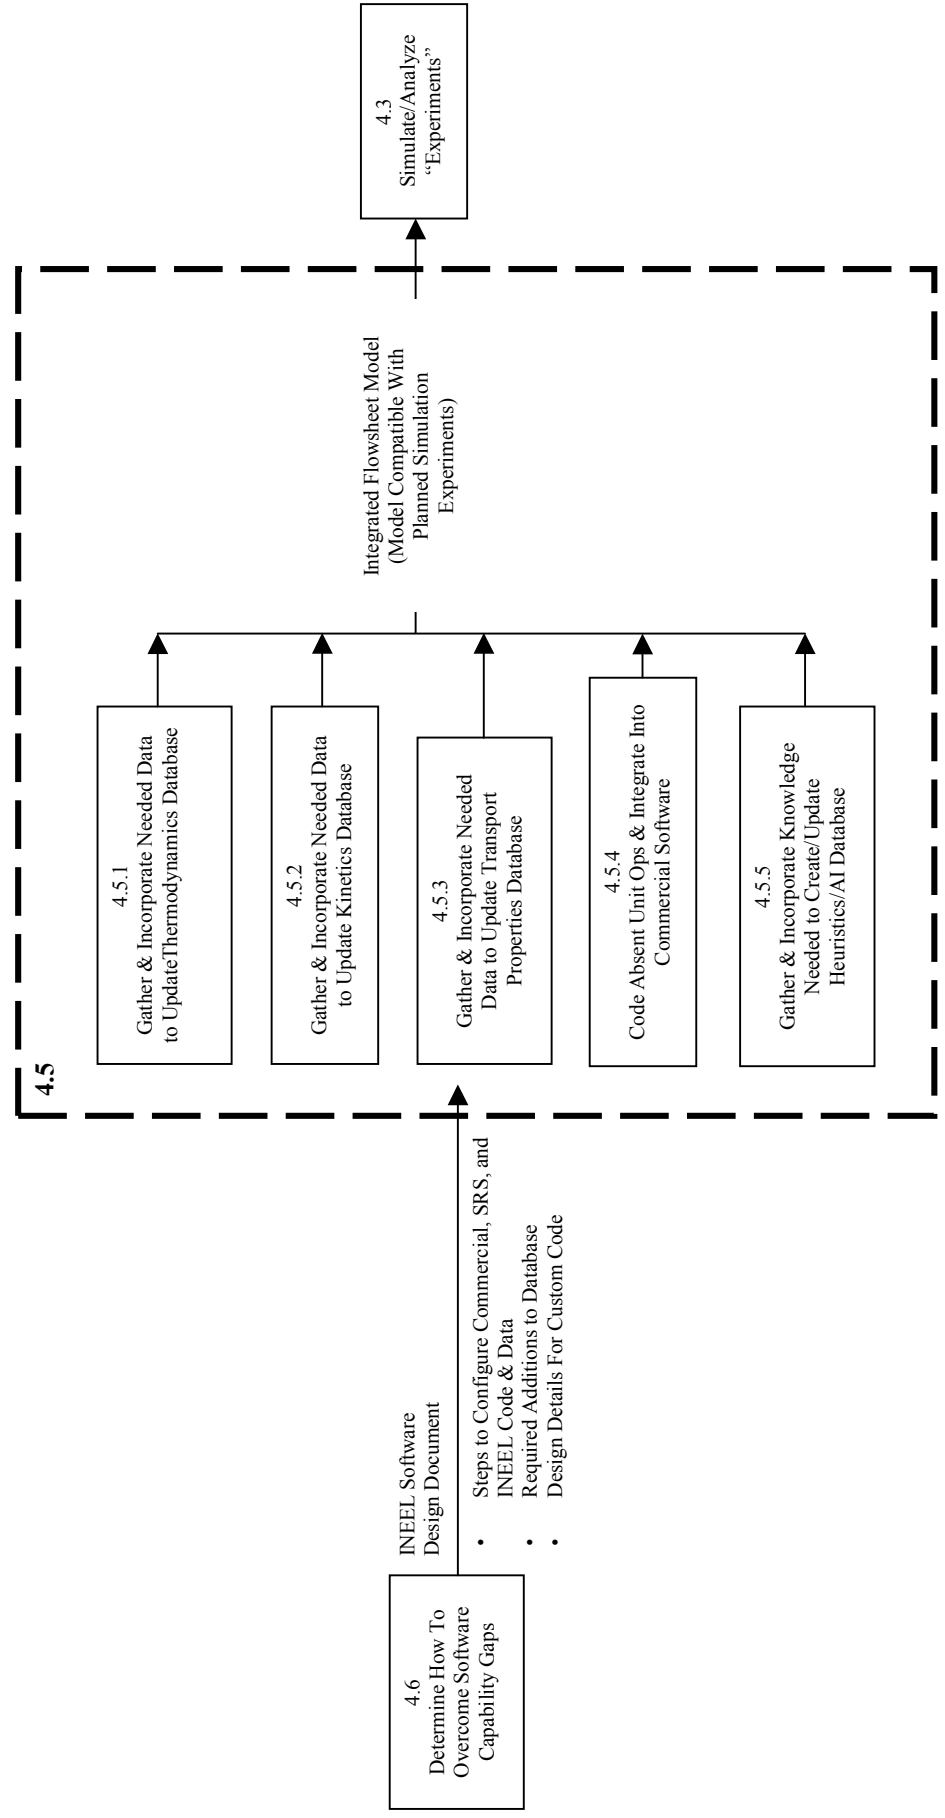 4.6
Determine How To
Overcome Software
Capability Gaps
INEEL Software
Design Document
• Steps to Configure Commercial, SRS, and
INEEL Code & Data
• Required Additions to Database
• Design Details For Custom Code
4.5
4.5.1
Gather & Incorporate Needed Data
to UpdateThermodynamics Database
4.5.2
Gather & Incorporate Needed Data
to Update Kinetics Database
4.5.3
Gather & Incorporate Needed
Data to Update Transport
Properties Database
4.5.4
Code Absent Unit Ops & Integrate Into
Commercial Software
4.5.5
Gather & Incorporate Knowledge
Needed to Create/Update
Heuristics/AI Database
Integrated Flowsheet Model
(Model Compatible With
Planned Simulation
Experiments)
4.3
Simulate/Analyze
“Experiments”